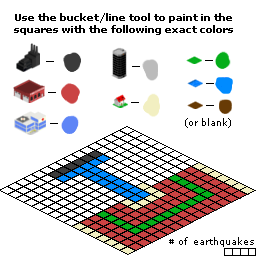 Use the bucket/line tool to paint in the
squares with the following exact colors
(or blank)
# of earthquakes